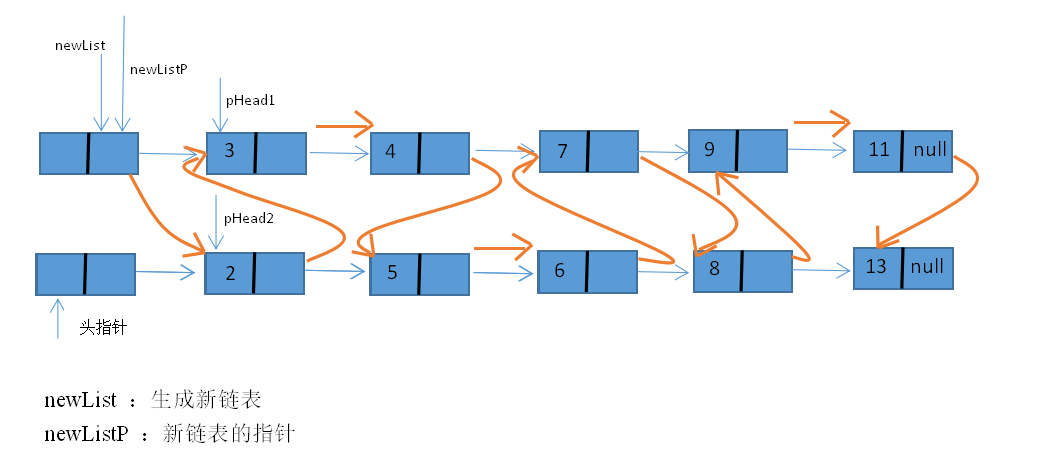 newList
newListP
pHead1
3
4
7
9
11 null
pHead2
2
5
6
8
13 null
头指针
newList ：生成新链表
newListP ：新链表的指针